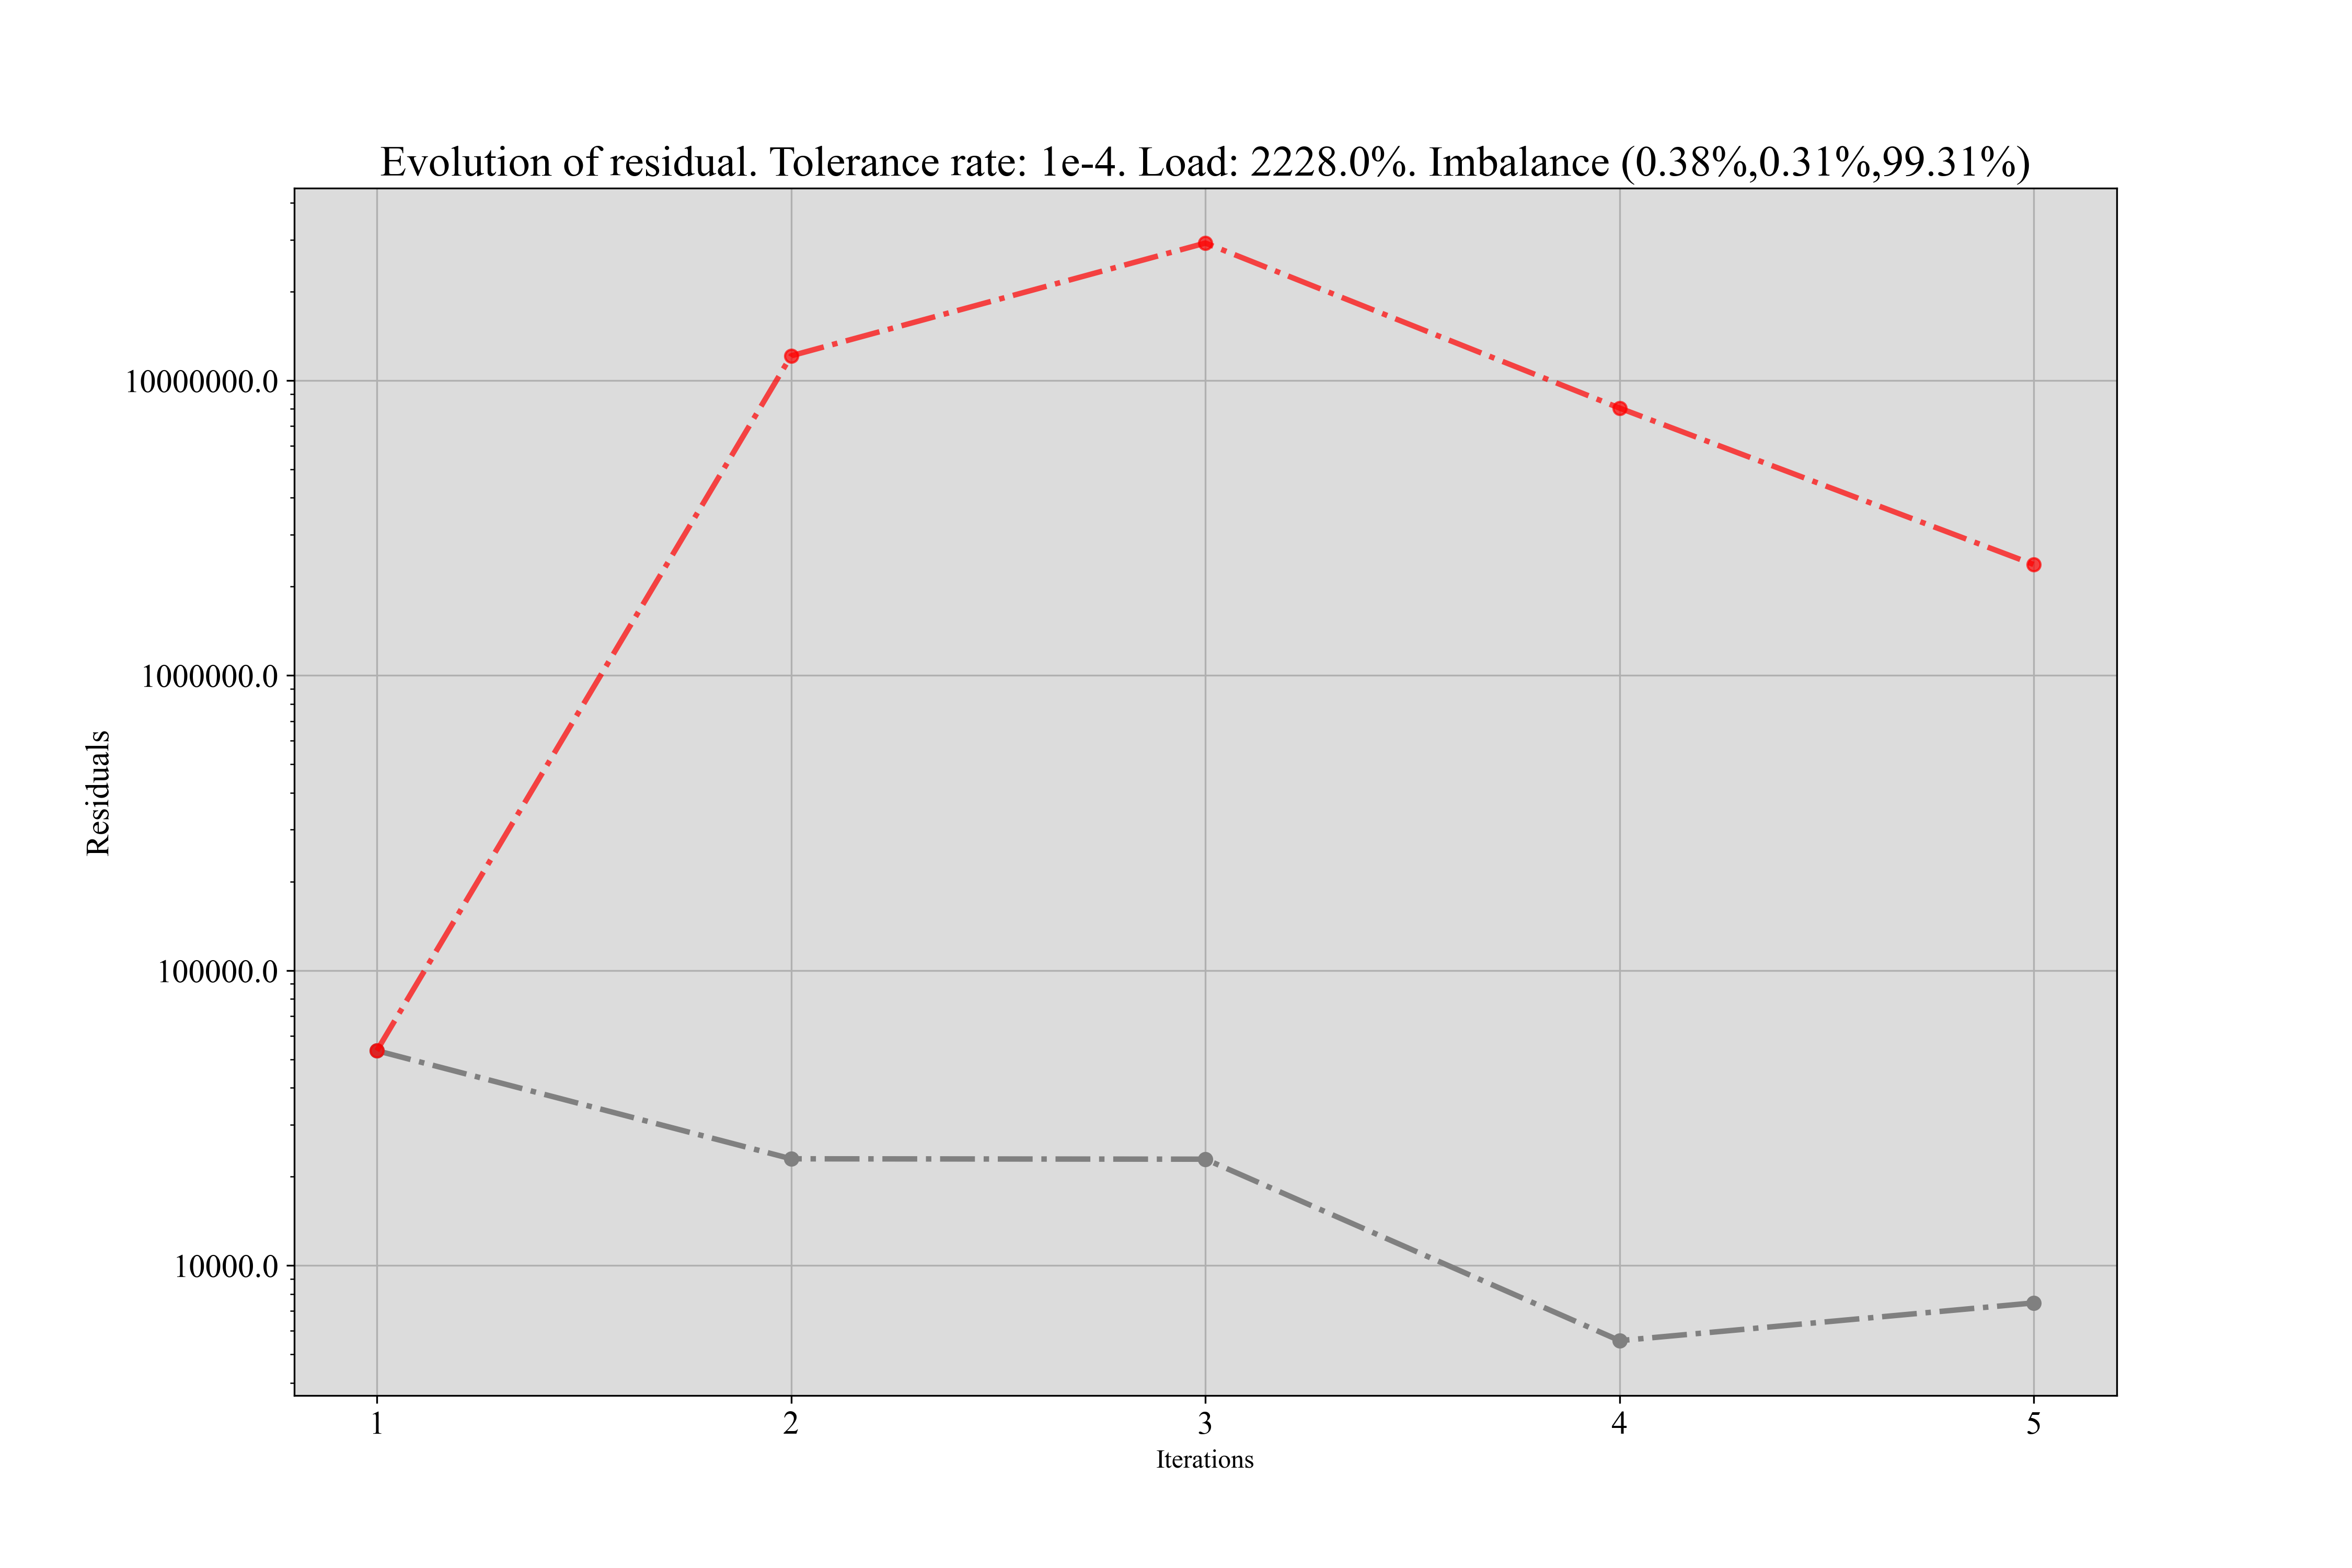 Evolution of residual. Tolerance rate: 1e-4. Load: 2228.0%. Imbalance (0.38%,0.31%,99.31%)
10000000.0
1000000.0
100000.0
10000.0
Residuals
1 2 3 4 5
Iterations